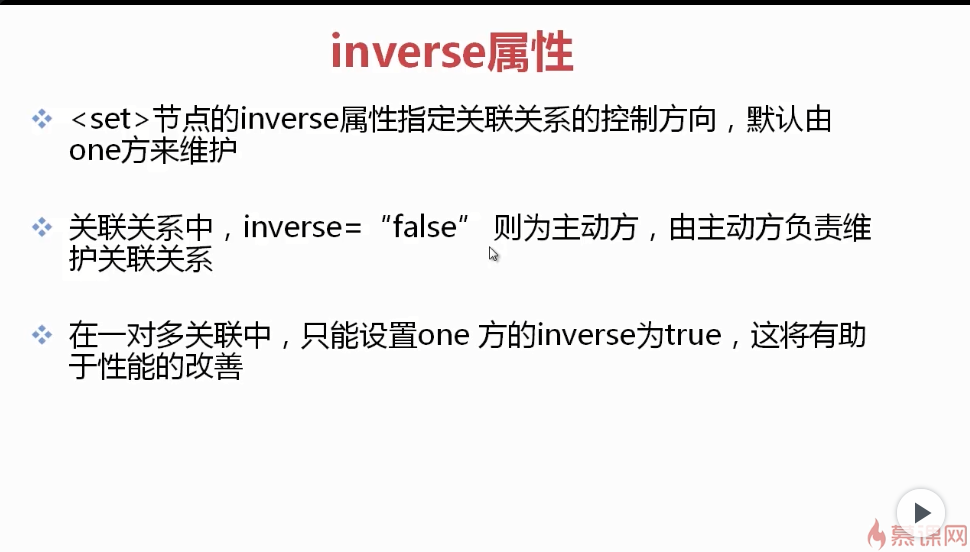 inverse属性
<set>节点的inverse属性指定关联关系的控制方向，默认由
one方来维护
关联关系中，inverse=“false” 则为主动方，由主动方负责维
护关联关系
在一对多关联中，只能设置one 方的inverse为true，这将有助
于性能的改善
慕课网